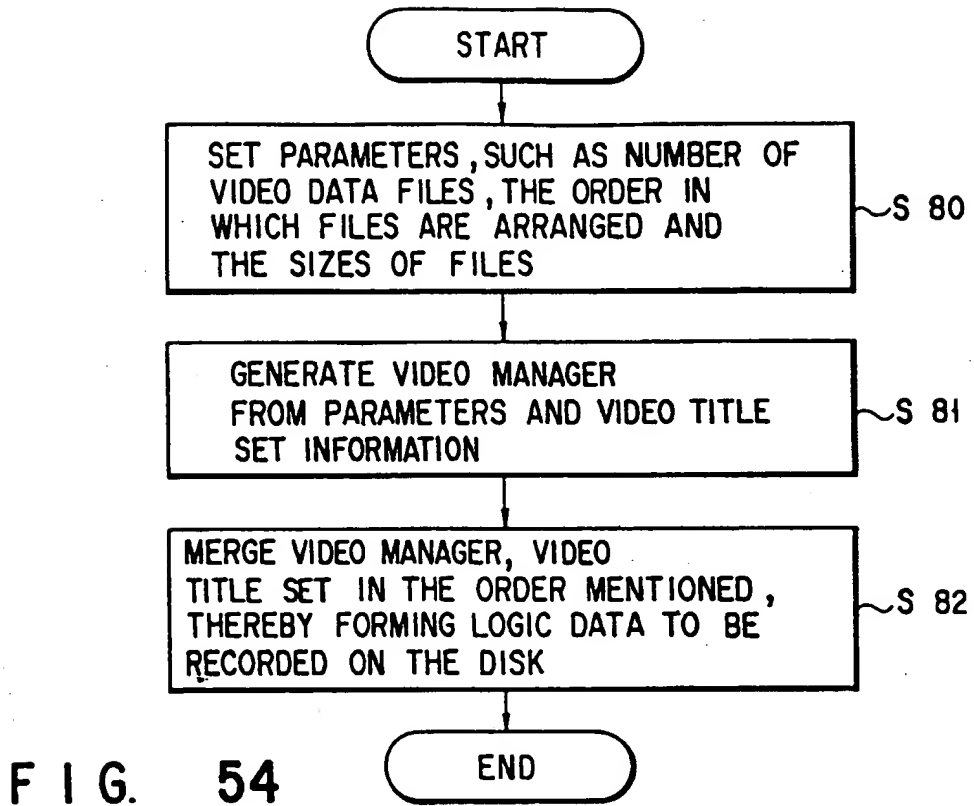 START
SET PARAMETERS, SUCH AS NUMBER OF
VIDEO DATA FILES, THE ORDER IN
WHICH FILES ARE ARRANGED AND
THE SIZES OF FILES
S 80
GENERATE VIDEO MANAGER
FROM PARAMETERS AND VIDEO TITLE
SET INFORMATION
S 81
MERGE VIDEO MANAGER, VIDEO
TITLE SET IN THE ORDER MENTIONED,
THEREBY FORMING LOGIC DATA TO BE
RECORDED ON THE DISK
S 82
END
FIG. 54